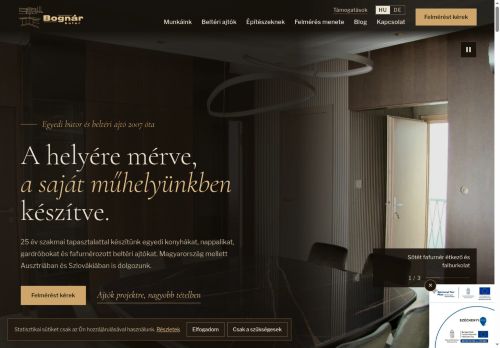 Bognár
bútor
Támogatások
HU
DE
Munkáink
Beltéri ajtók
Építészeknek
Felmérés menete
Blog
Kapcsolat
Felmérést kérek
Egyedi bútor és beltéri ajtó 2007 óta
A helyére mérve,
a saját műhelyünkben
készítve.
25 év szakmai tapasztalattal készítünk egyedi konyhákat, nappalikat,
gardróbokat és fafurnérozott beltéri ajtókat. Magyarország mellett
Ausztriában és Szlovákiában is dolgozunk.
Felmérést kérek
Ajtók projektre, nagyobb tételben
Sötét fafurnér étkező és
falburkolat
1 / 3
Statisztikai sütiket csak az Ön hozzájárulásával használunk. Részletek
Elfogadom
Csak a szükségesek
SZÉCHENYI